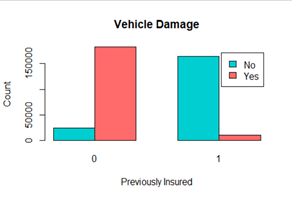 Vehicle Damage
150000
50000
0
Count
No
Yes
0
1
Previously Insured